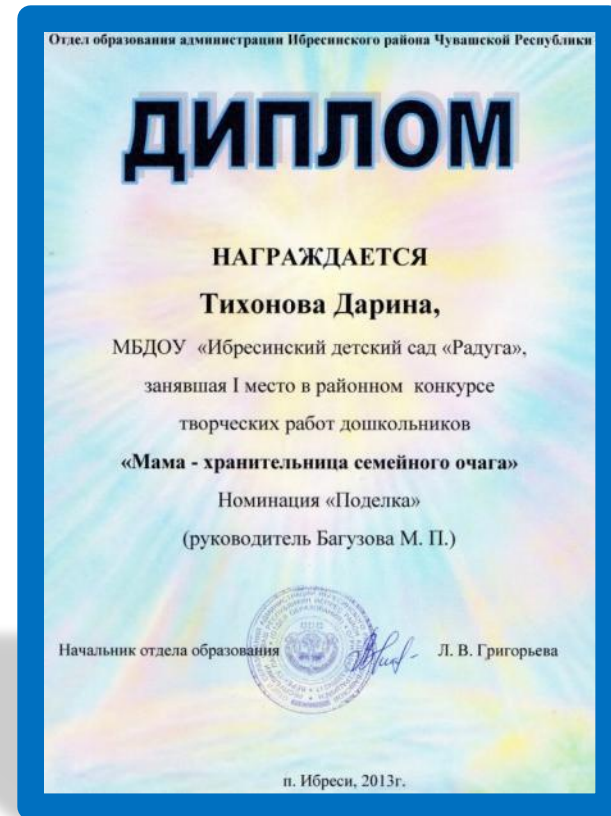 Отдел образования администрации Ибресинского района Чувашской Республики
ДИПЛОМ
НАГРАЖДАЕТСЯ
Тихонова Дарина,
МБДОУ «Ибресинский детский сад «Радуга»,
занявшая I место в районном конкурсе
творческих работ дошкольников
«Мама - хранительница семейного очага»
Номинация «Поделка»
(руководитель Багузова М. П.)
Начальник отдела образования Л. В. Григорьева
п. Ибреси, 2013г.